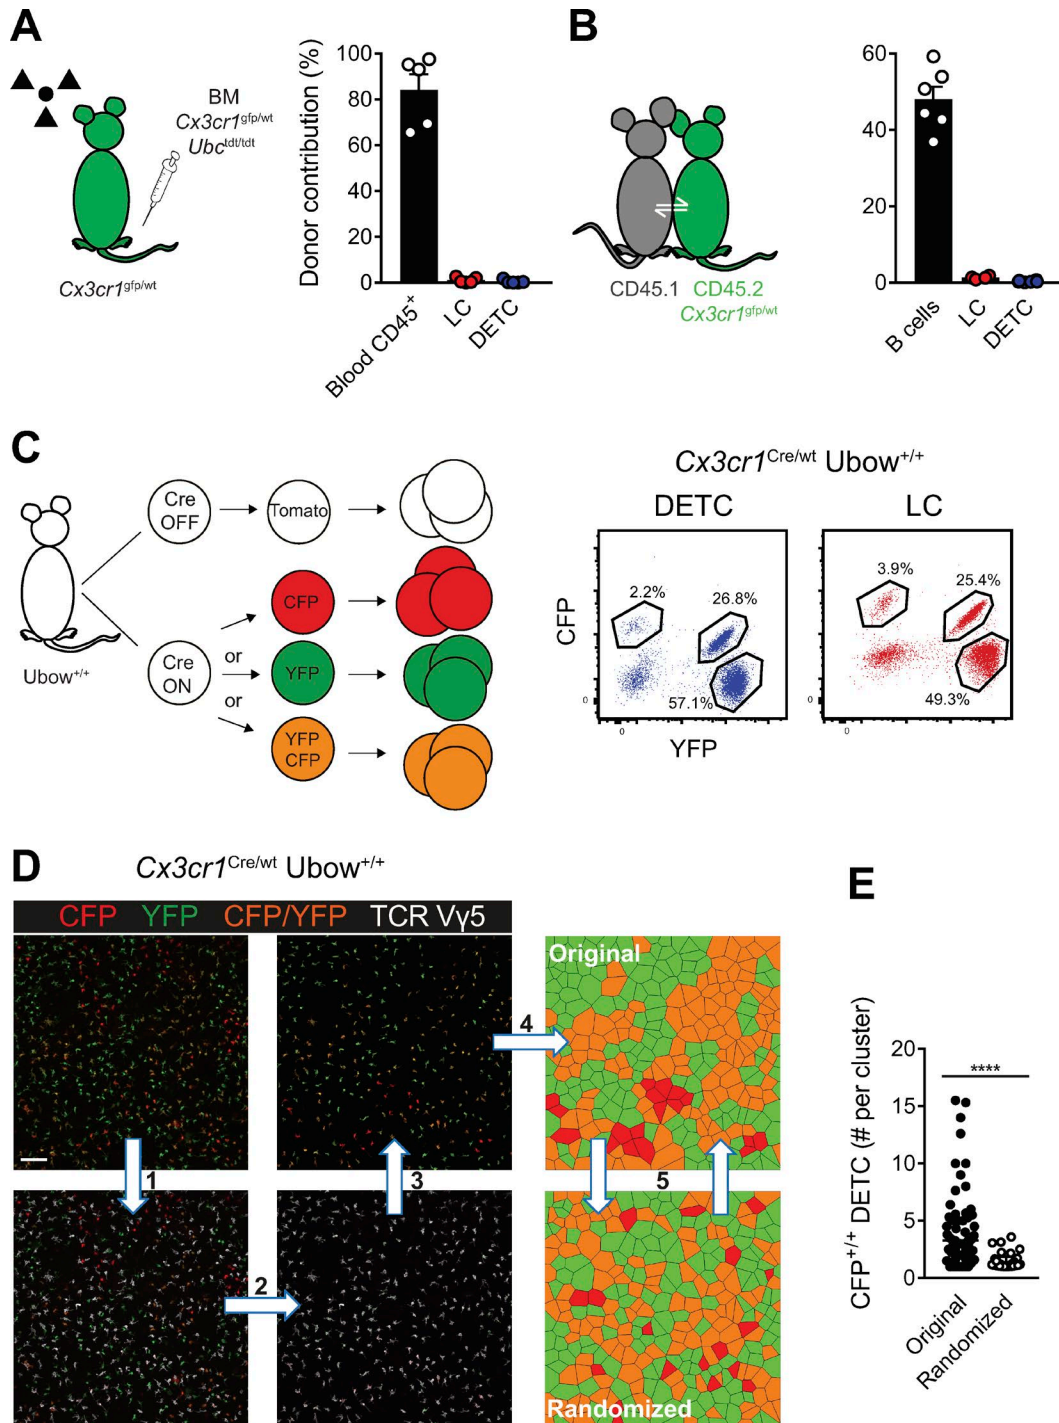 A
BM
Cx3cr1gfp/wt
Ubctdt/tdt
Cx3cr1gfp/wt
Donor contribution (%)
100
80
60
40
20
0
Blood CD45+
LC
DETC
B
CD45.1
CD45.2
Cx3cr1gfp/wt
60
40
20
0
B cells
LC
DETC
C
Ubow+/+
Cre
OFF
Tomato
Cre
ON
or
or
CFP
YFP
YFP
CFP
Cx3cr1Cre/wt Ubow+/+
DETC
LC
CFP
2.2%
26.8%
57.1%
0
0
3.9%
25.4%
49.3%
0
0
YFP
D
Cx3cr1Cre/wt Ubow+/+
CFP YFP CFP/YFP TCR Vγ5
Original
1
2
3
4
5
Randomized
E
CFP+/+ DETC (# per cluster)
20
15
10
5
0
****
Original
Randomized